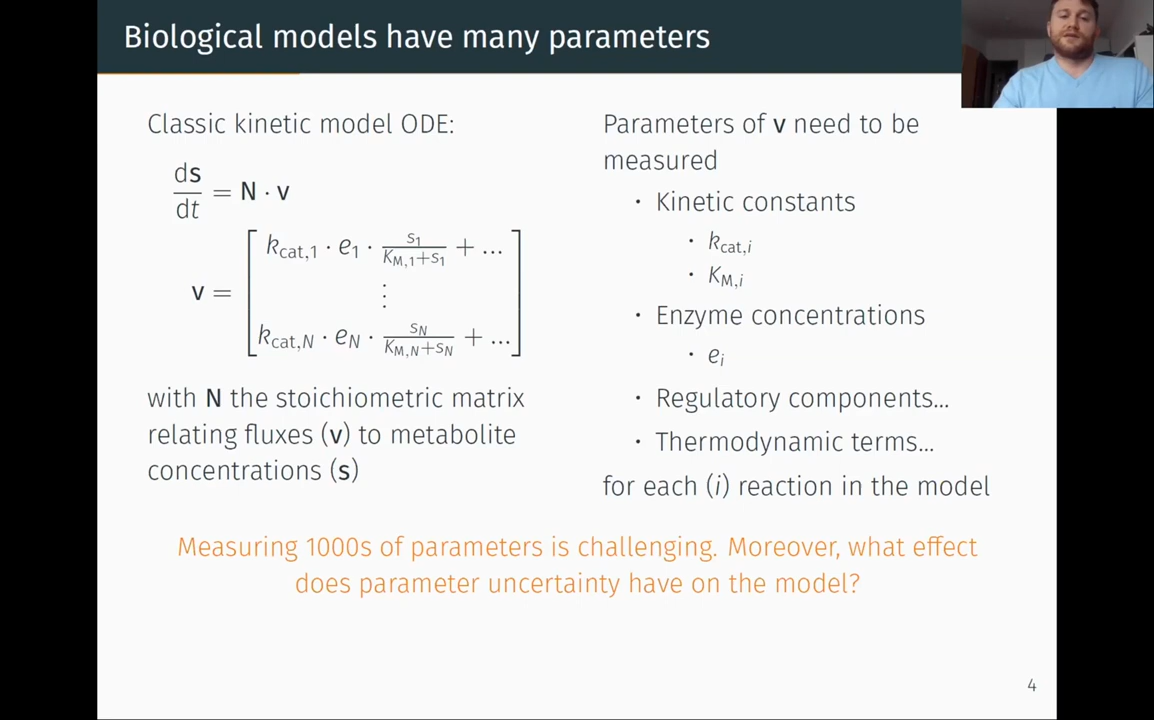 Biological models have many parameters
Classic kinetic model ODE:
ds/dt = N · v
v = [ k_cat,1 · e_1 · s_1/(K_M,1+s_1) + ...
⋮
k_cat,N · e_N · s_N/(K_M,N+s_N) + ... ]
with N the stoichiometric matrix
relating fluxes (v) to metabolite
concentrations (s)
Parameters of v need to be
measured
· Kinetic constants
· k_cat,i
· K_M,i
· Enzyme concentrations
· e_i
· Regulatory components...
· Thermodynamic terms...
for each (i) reaction in the model
Measuring 1000s of parameters is challenging. Moreover, what effect
does parameter uncertainty have on the model?
4